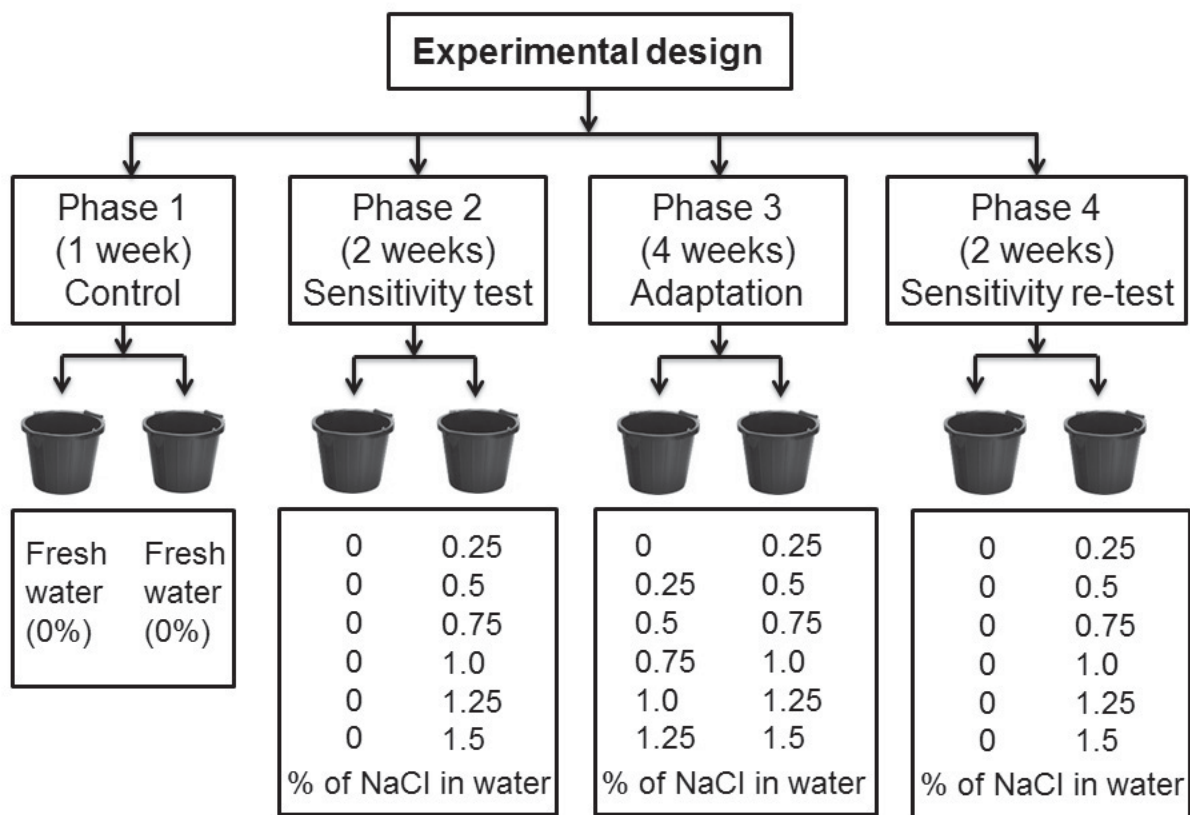 Experimental design
Phase 1
(1 week)
Control
Phase 2
(2 weeks)
Sensitivity test
Phase 3
(4 weeks)
Adaptation
Phase 4
(2 weeks)
Sensitivity re-test
Fresh water (0%)
Fresh water (0%)
0 0.25
0 0.5
0 0.75
0 1.0
0 1.25
0 1.5
% of NaCl in water
0 0.25
0.25 0.5
0.5 0.75
0.75 1.0
1.0 1.25
1.25 1.5
% of NaCl in water
0 0.25
0 0.5
0 0.75
0 1.0
0 1.25
0 1.5
% of NaCl in water